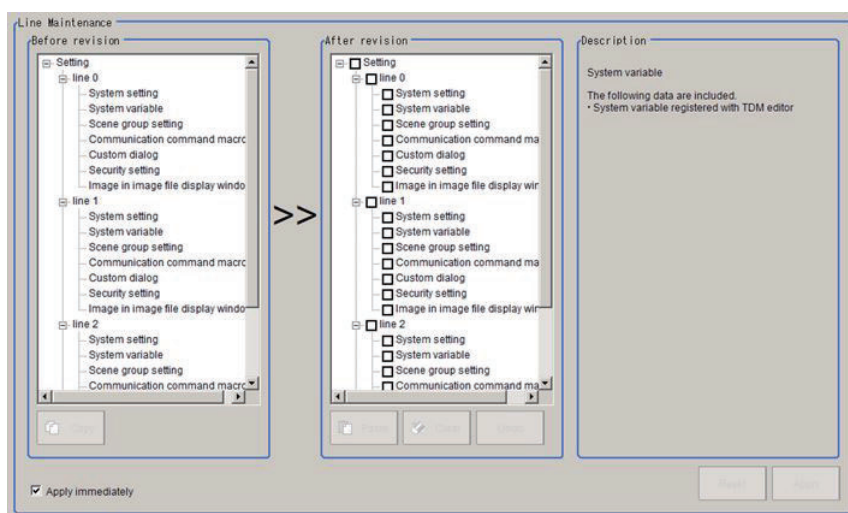 Line Maintenance
Before revision
Setting
line 0
System setting
System variable
Scene group setting
Communication command macro
Custom dialog
Security setting
Image in image file display windo
line 1
System setting
System variable
Scene group setting
Communication command macro
Custom dialog
Security setting
Image in image file display windo
line 2
System setting
System variable
Scene group setting
Communication command macro
Copy
>>
After revision
Setting
line 0
System setting
System variable
Scene group setting
Communication command ma
Custom dialog
Security setting
Image in image file display win
line 1
System setting
System variable
Scene group setting
Communication command ma
Custom dialog
Security setting
Image in image file display win
line 2
System setting
System variable
Scene group setting
Communication command ma
Description
System variable
The following data are included.
• System variable registered with TDM editor
Apply immediately